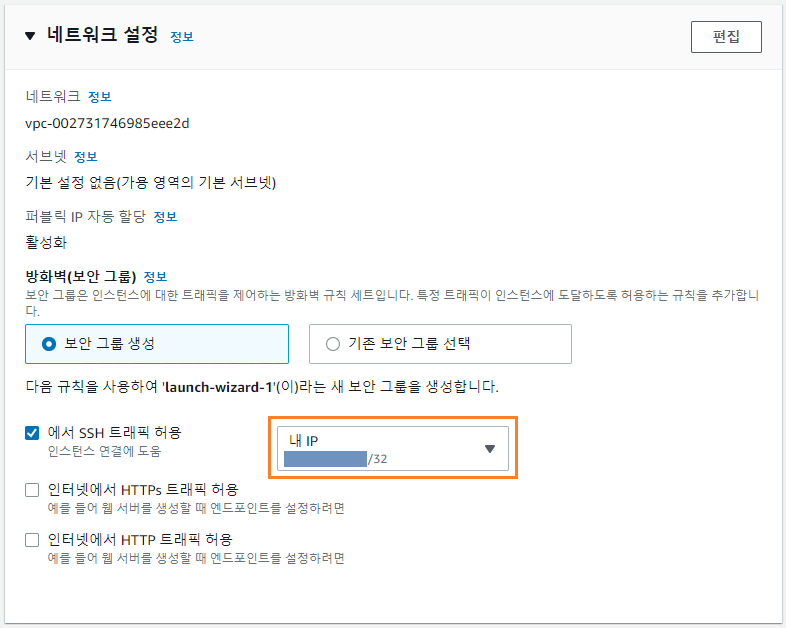 ▼ 네트워크 설정 정보
편집
네트워크 정보
vpc-002731746985eee2d
서브넷 정보
기본 설정 없음(가용 영역의 기본 서브넷)
퍼블릭 IP 자동 할당 정보
활성화
방화벽(보안 그룹) 정보
보안 그룹은 인스턴스에 대한 트래픽을 제어하는 방화벽 규칙 세트입니다. 특정 트래픽이 인스턴스에 도달하도록 허용하는 규칙을 추가합니
다.
보안 그룹 생성
기존 보안 그룹 선택
다음 규칙을 사용하여 'launch-wizard-1'(이)라는 새 보안 그룹을 생성합니다.
에서 SSH 트래픽 허용
인스턴스 연결에 도움
내 IP
/32
인터넷에서 HTTPs 트래픽 허용
예를 들어 웹 서버를 생성할 때 엔드포인트를 설정하려면
인터넷에서 HTTP 트래픽 허용
예를 들어 웹 서버를 생성할 때 엔드포인트를 설정하려면